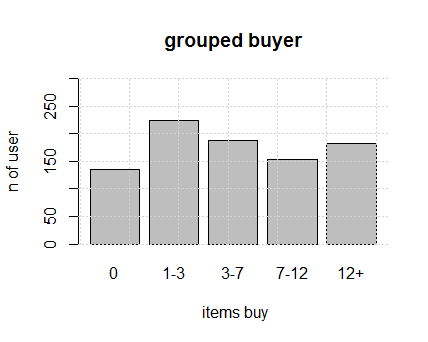 grouped buyer
n of user
250
150
50
0
0 1-3 3-7 7-12 12+
items buy